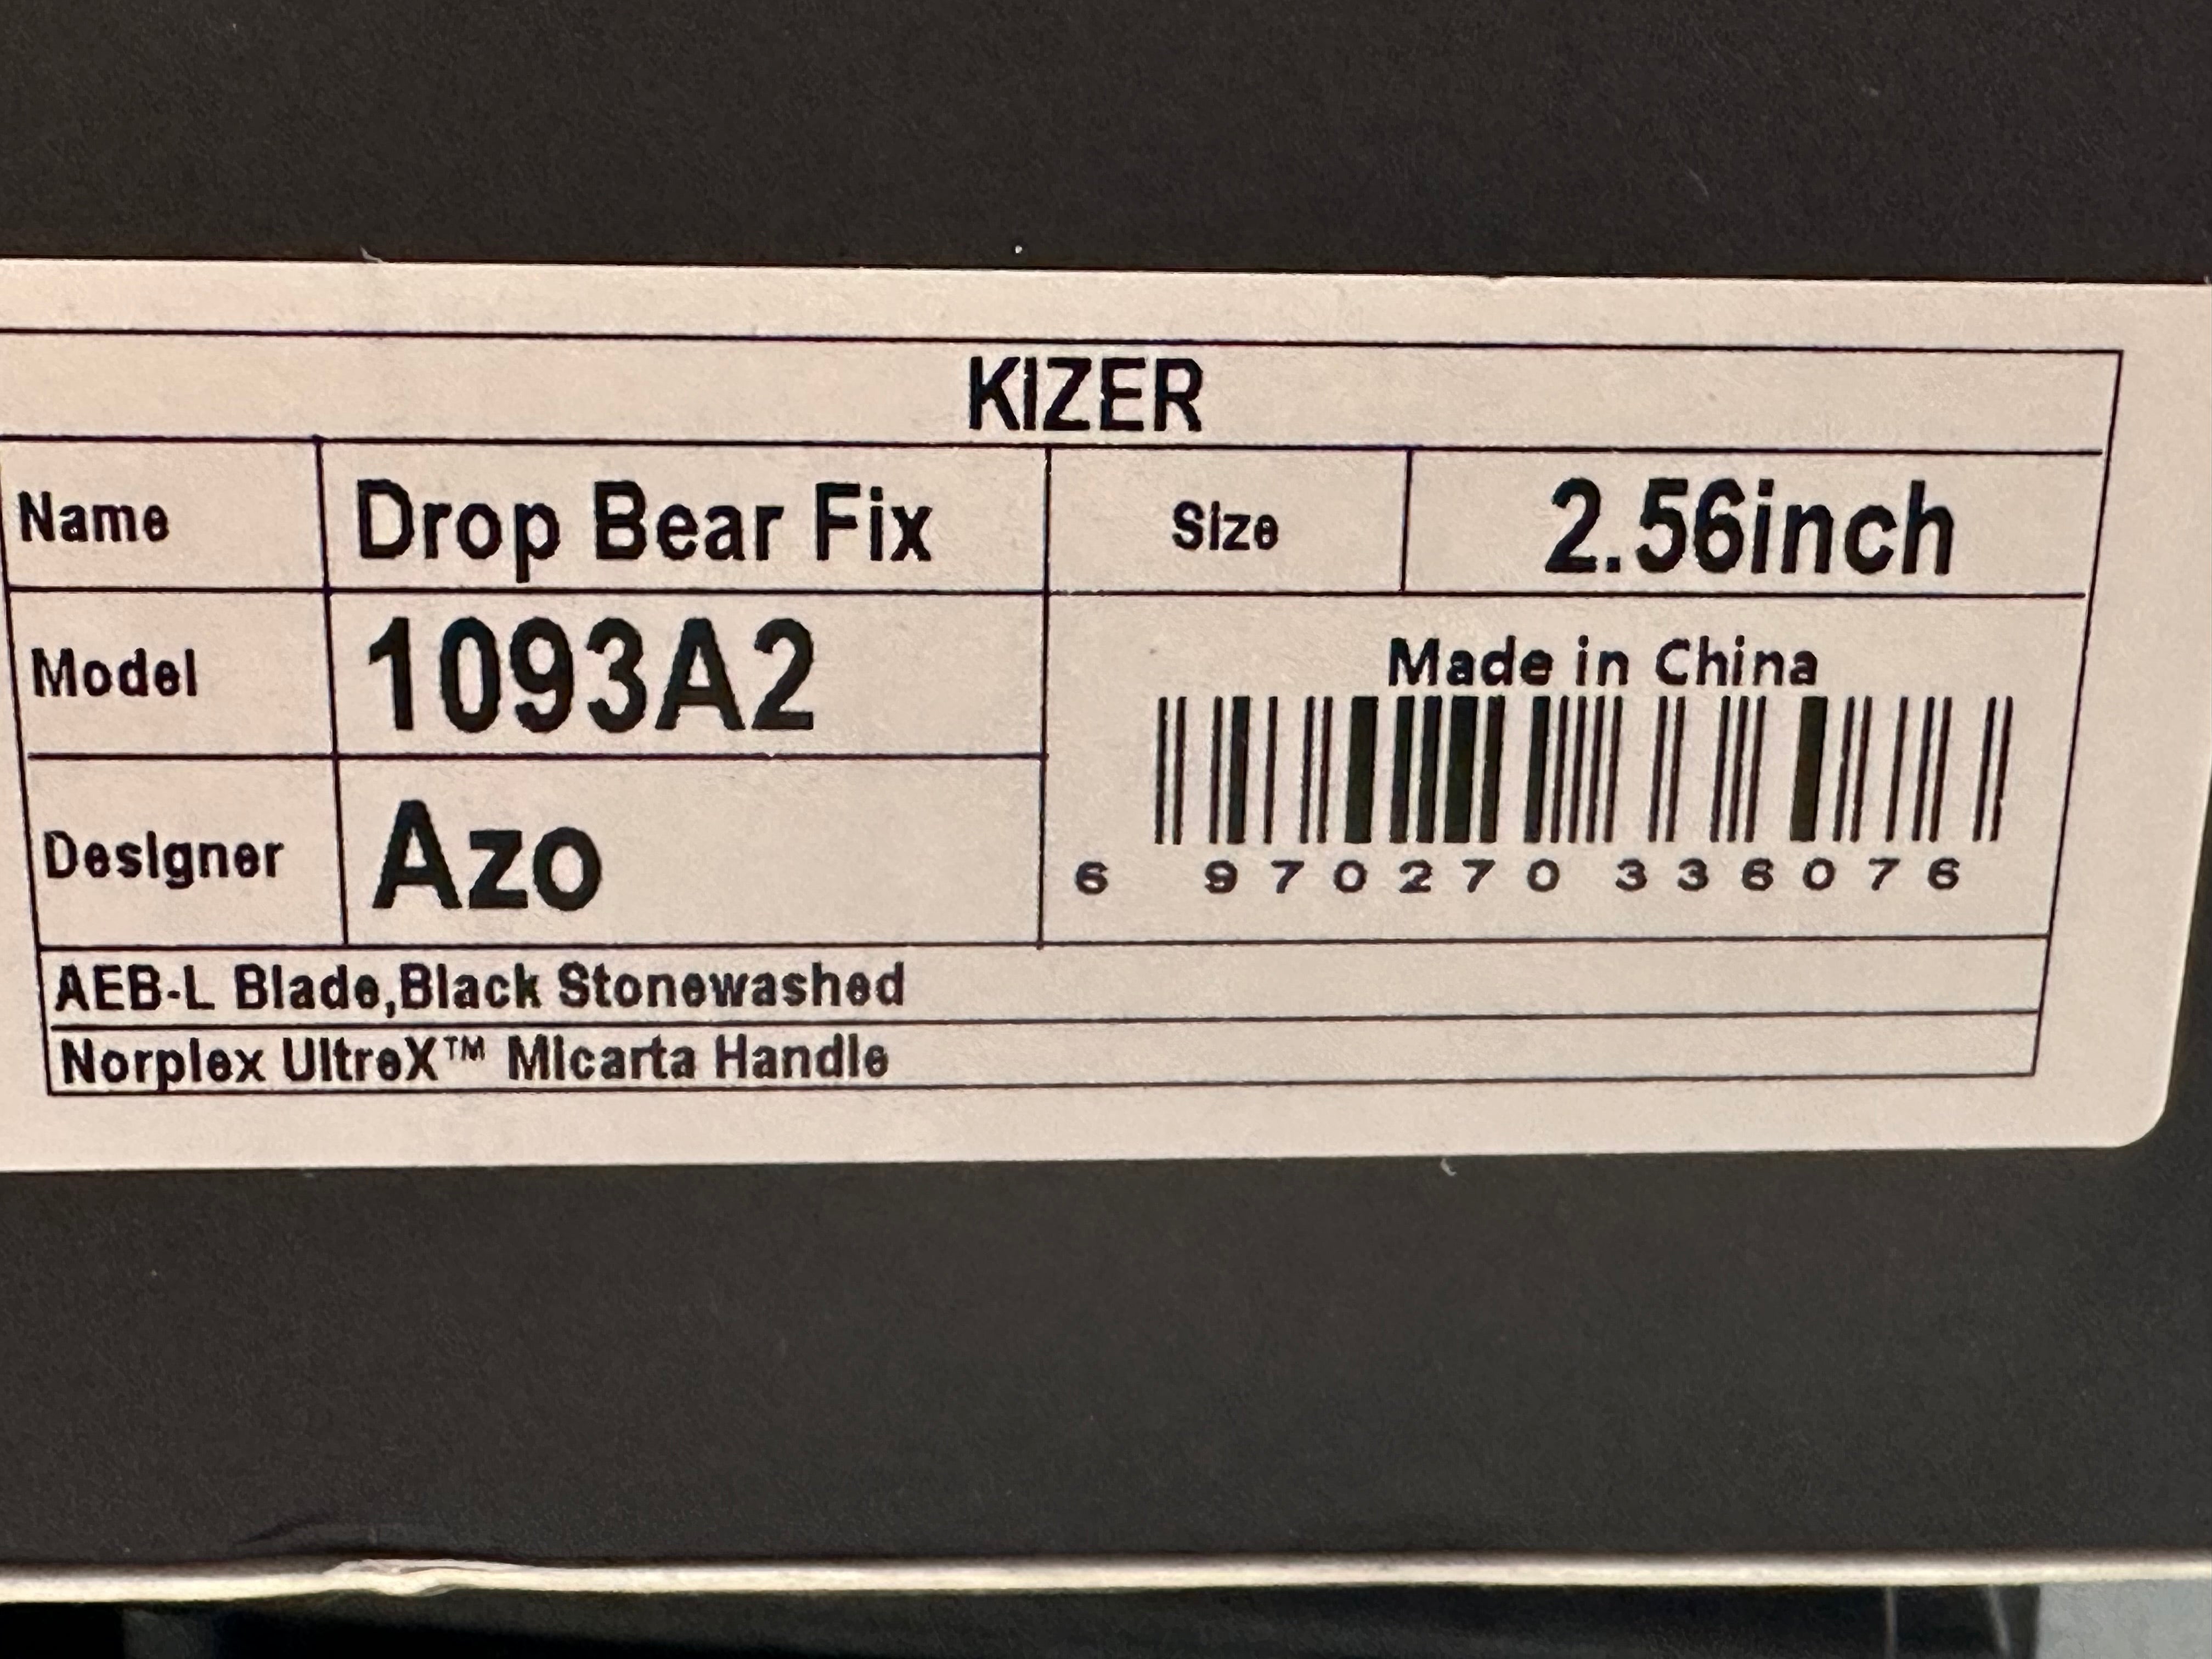 KIZER
Name Drop Bear Fix Size 2.56inch
Model 1093A2
Made in China
Designer Azo
6 970270 336076
AEB-L Blade,Black Stonewashed
Norplex UltreX™ Micarta Handle